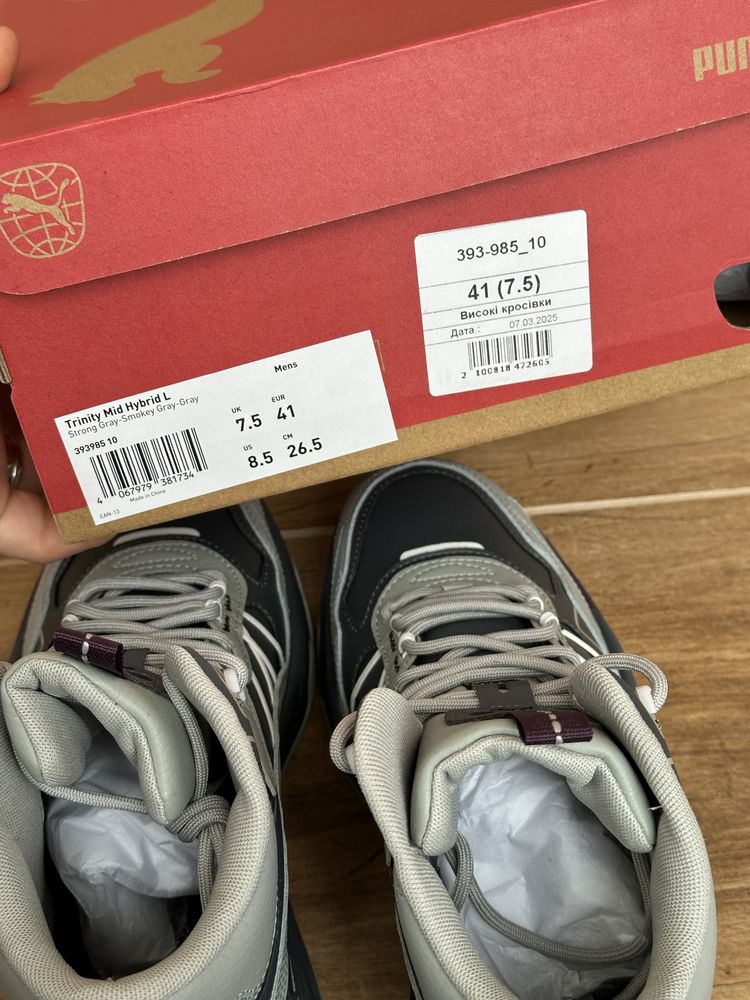 PUM
393-985_10
41 (7.5)
Високі кросівки
Дата : 07.03.2025
2 100818 472605
Mens
Trinity Mid Hybrid L
Strong Gray-Smokey Gray-Gray
393985 10
UK EUR
7.5 41
US CM
8.5 26.5
4 067979 381734
EAN-13 Made in China